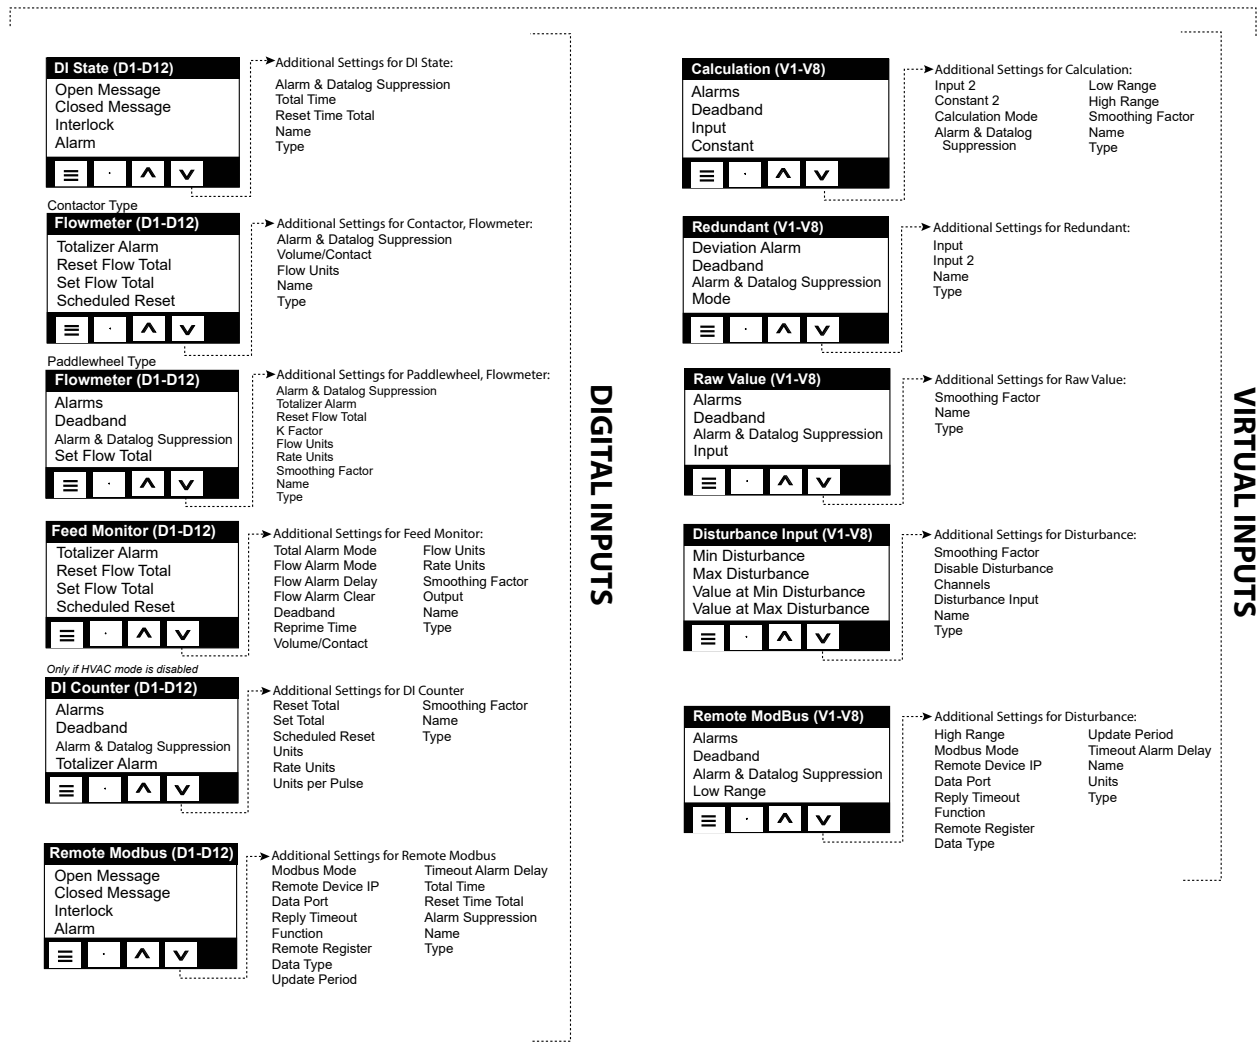 DI State (D1-D12)
Open Message
Closed Message
Interlock
Alarm
Additional Settings for DI State:
Alarm & Datalog Suppression
Total Time
Reset Time Total
Name
Type
Contactor Type
Flowmeter (D1-D12)
Totalizer Alarm
Reset Flow Total
Set Flow Total
Scheduled Reset
Additional Settings for Contactor, Flowmeter:
Alarm & Datalog Suppression
Volume/Contact
Flow Units
Name
Type
Paddlewheel Type
Flowmeter (D1-D12)
Alarms
Deadband
Alarm & Datalog Suppression
Set Flow Total
Additional Settings for Paddlewheel, Flowmeter:
Alarm & Datalog Suppression
Totalizer Alarm
Reset Flow Total
K Factor
Flow Units
Rate Units
Smoothing Factor
Name
Type
Feed Monitor (D1-D12)
Totalizer Alarm
Reset Flow Total
Set Flow Total
Scheduled Reset
Additional Settings for Feed Monitor:
Total Alarm Mode
Flow Alarm Mode
Flow Alarm Delay
Flow Alarm Clear
Deadband
Reprime Time
Volume/Contact
Flow Units
Rate Units
Smoothing Factor
Output
Name
Type
Only if HVAC mode is disabled
DI Counter (D1-D12)
Alarms
Deadband
Alarm & Datalog Suppression
Totalizer Alarm
Additional Settings for DI Counter
Reset Total
Set Total
Scheduled Reset
Units
Rate Units
Units per Pulse
Smoothing Factor
Name
Type
Remote Modbus (D1-D12)
Open Message
Closed Message
Interlock
Alarm
Additional Settings for Remote Modbus
Modbus Mode
Remote Device IP
Data Port
Reply Timeout
Function
Remote Register
Data Type
Update Period
Timeout Alarm Delay
Total Time
Reset Time Total
Alarm Suppression
Name
Type
DIGITAL INPUTS
Calculation (V1-V8)
Alarms
Deadband
Input
Constant
Additional Settings for Calculation:
Input 2
Constant 2
Calculation Mode
Alarm & Datalog
Suppression
Low Range
High Range
Smoothing Factor
Name
Type
Redundant (V1-V8)
Deviation Alarm
Deadband
Alarm & Datalog Suppression
Mode
Additional Settings for Redundant:
Input
Input 2
Name
Type
Raw Value (V1-V8)
Alarms
Deadband
Alarm & Datalog Suppression
Input
Additional Settings for Raw Value:
Smoothing Factor
Name
Type
Disturbance Input (V1-V8)
Min Disturbance
Max Disturbance
Value at Min Disturbance
Value at Max Disturbance
Additional Settings for Disturbance:
Smoothing Factor
Disable Disturbance
Channels
Disturbance Input
Name
Type
Remote ModBus (V1-V8)
Alarms
Deadband
Alarm & Datalog Suppression
Low Range
Additional Settings for Disturbance:
High Range
Modbus Mode
Remote Device IP
Data Port
Reply Timeout
Function
Remote Register
Data Type
Update Period
Timeout Alarm Delay
Name
Units
Type
VIRTUAL INPUTS